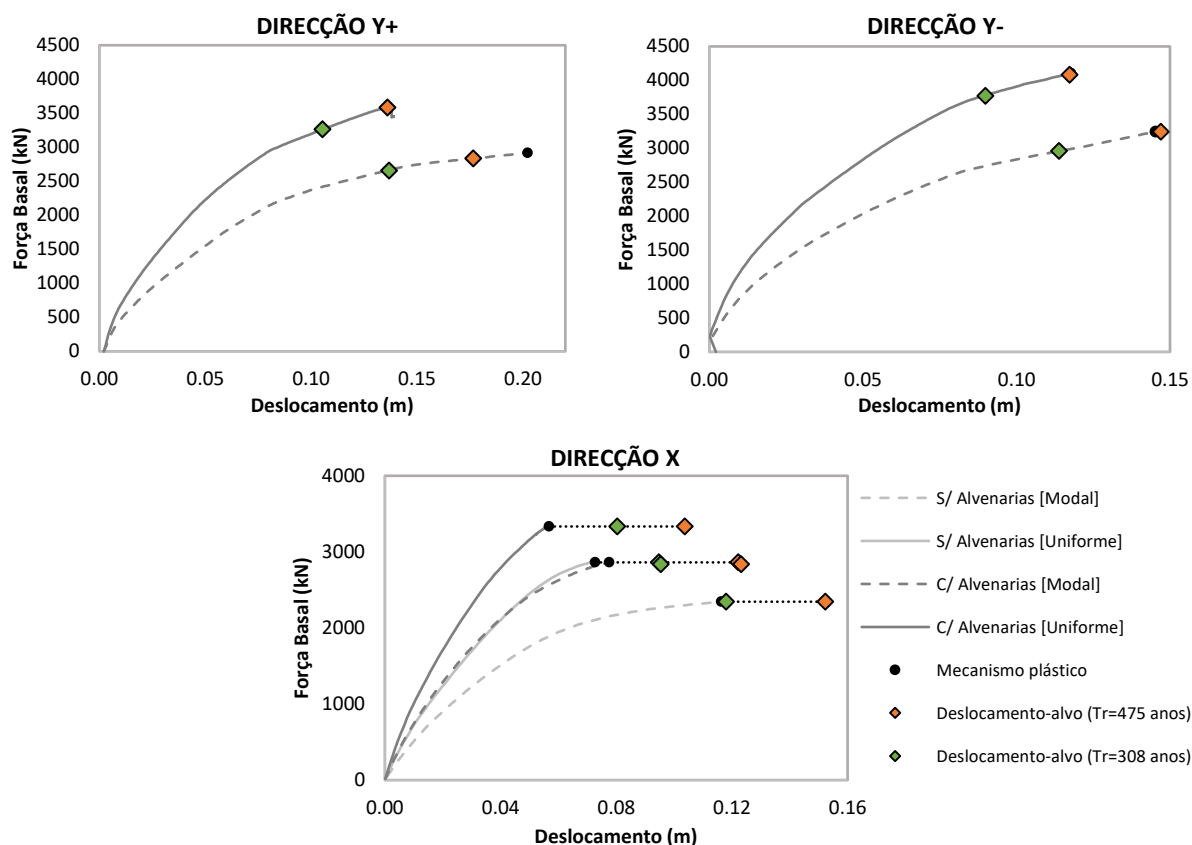 DIRECÇÃO Y+
4500
4000
3500
3000
2500
2000
1500
1000
500
0
Força Basal (kN)
0.00 0.05 0.10 0.15 0.20
Deslocamento (m)
DIRECÇÃO Y-
4500
4000
3500
3000
2500
2000
1500
1000
500
0
Força Basal (kN)
0.00 0.05 0.10 0.15
Deslocamento (m)
DIRECÇÃO X
4000
3000
2000
1000
0
Força Basal (kN)
0.00 0.04 0.08 0.12 0.16
Deslocamento (m)
S/ Alvenarias [Modal]
S/ Alvenarias [Uniforme]
C/ Alvenarias [Modal]
C/ Alvenarias [Uniforme]
Mecanismo plástico
Deslocamento-alvo (Tr=475 anos)
Deslocamento-alvo (Tr=308 anos)